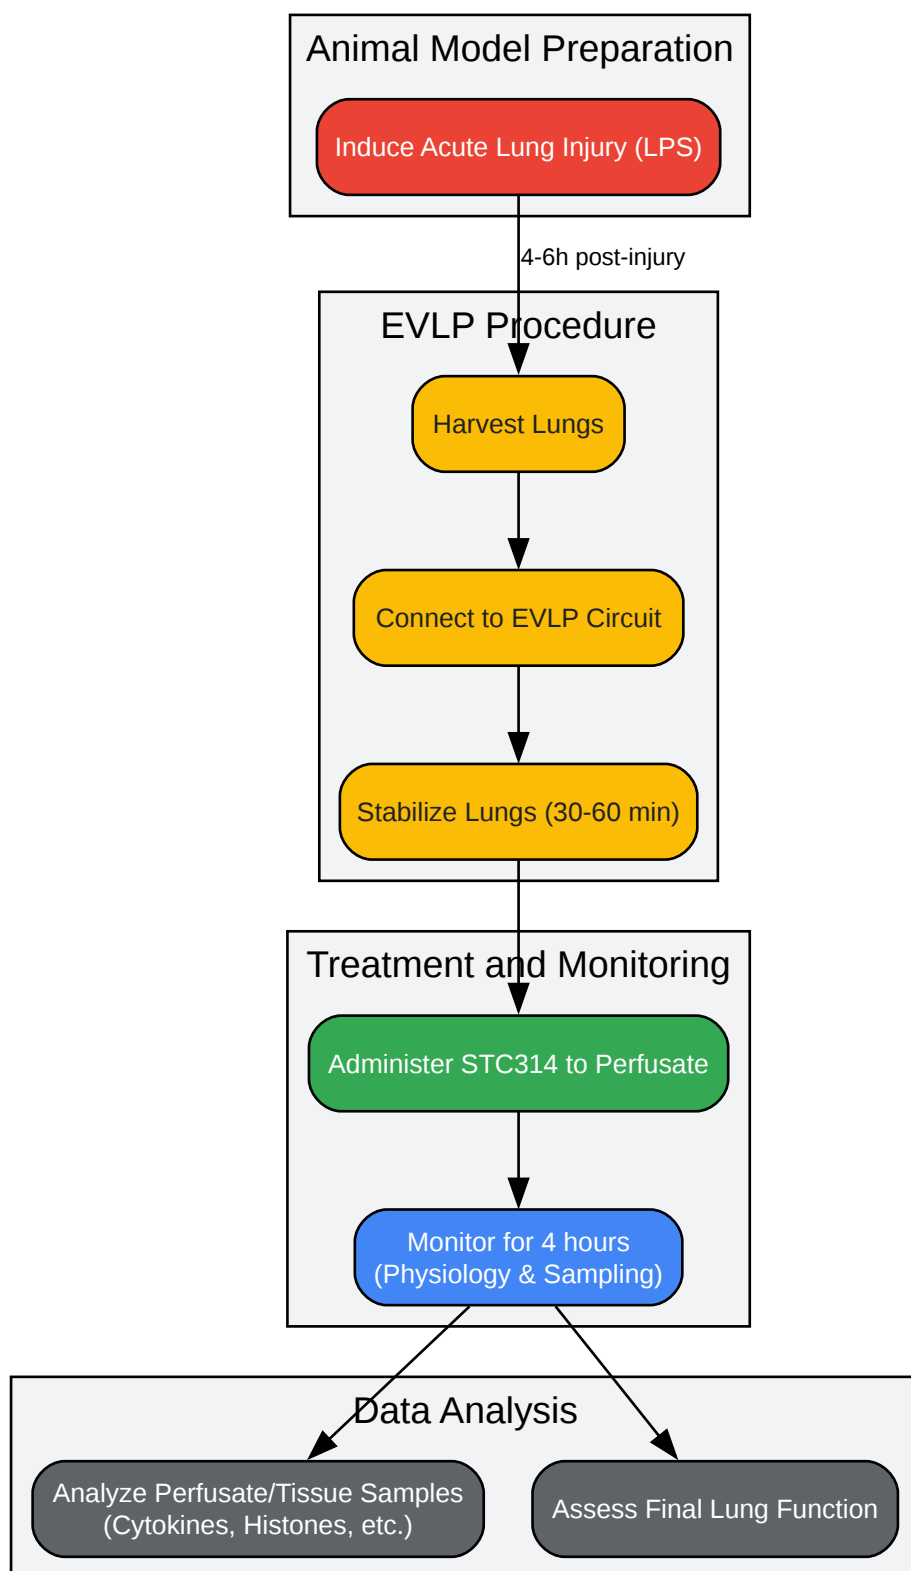 Animal Model Preparation
Induce Acute Lung Injury (LPS)
4-6h post-injury
EVLP Procedure
Harvest Lungs
Connect to EVLP Circuit
Stabilize Lungs (30-60 min)
Treatment and Monitoring
Administer STC314 to Perfusate
Monitor for 4 hours
(Physiology & Sampling)
Data Analysis
Analyze Perfusate/Tissue Samples
(Cytokines, Histones, etc.)
Assess Final Lung Function